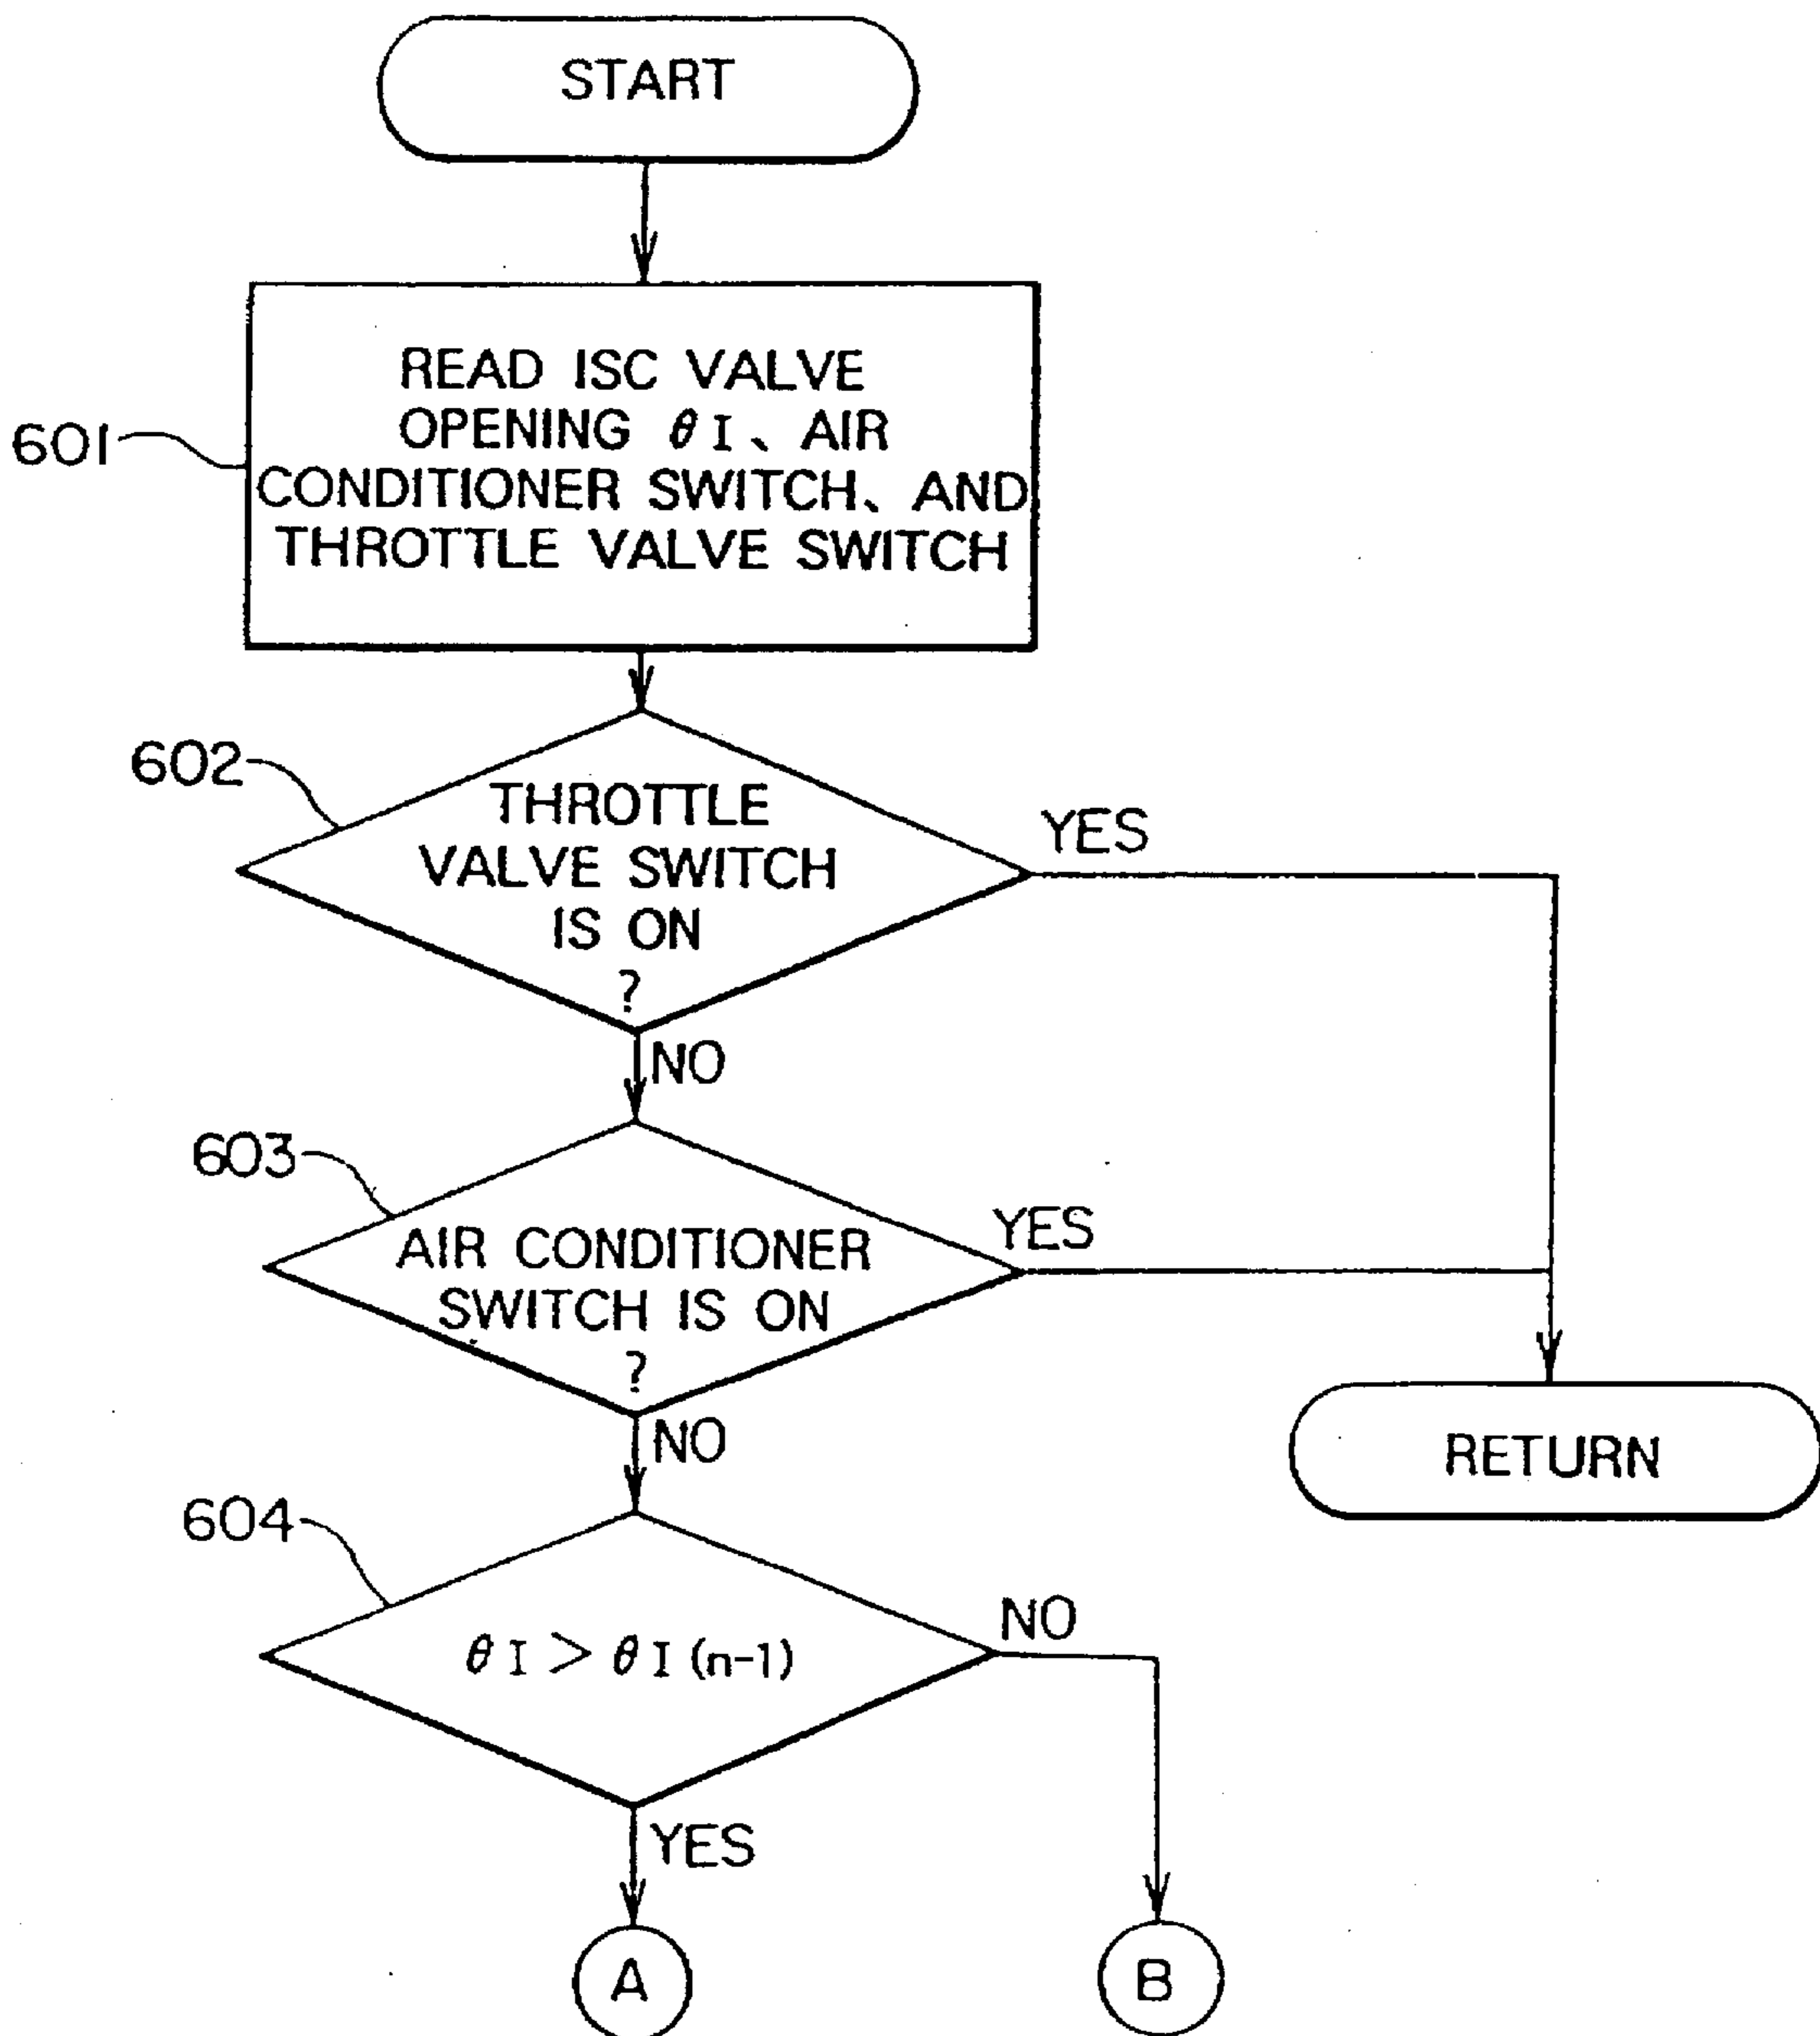 START
601
READ ISC VALVE
OPENING θI、AIR
CONDITIONER SWITCH、AND
THROTTLE VALVE SWITCH
602
THROTTLE
VALVE SWITCH
IS ON
?
YES
NO
603
AIR CONDITIONER
SWITCH IS ON
?
YES
NO
RETURN
604
θI > θI(n-1)
NO
YES
A
B